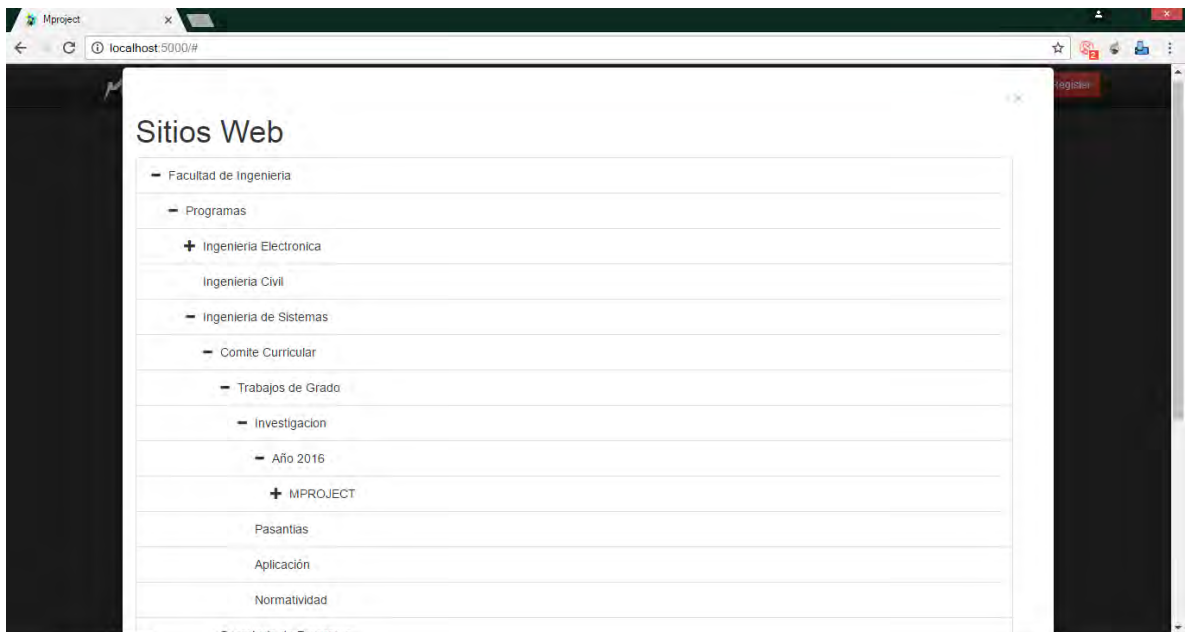 Mproject
localhost:5000/#
2
Register
Sitios Web
Facultad de Ingenieria
Programas
Ingenieria Electronica
Ingenieria Civil
Ingenieria de Sistemas
Comite Curricular
Trabajos de Grado
Investigacion
Año 2016
MPROJECT
Pasantias
Aplicación
Normatividad